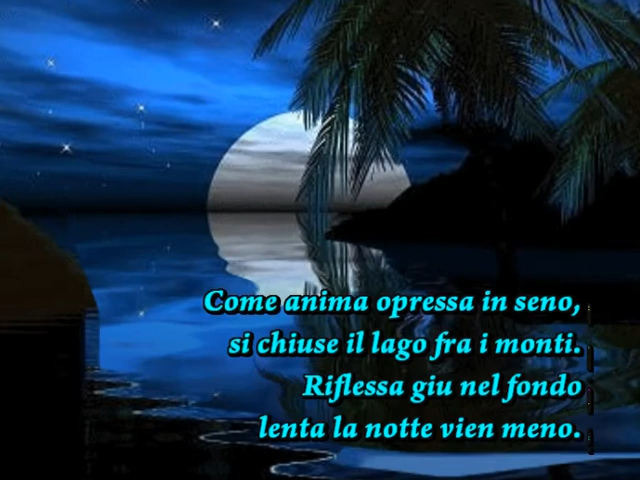 Come anima opressa in seno,
si chiuse il lago fra i monti.
Riflessa giu nel fondo
lenta la notte vien meno.